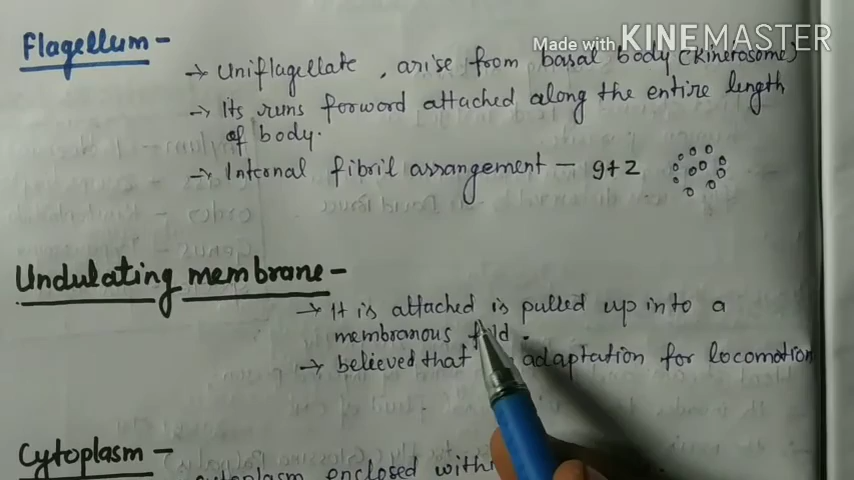 Made with KINEMASTER
Flagellum -
→ Uniflagellate, arise from basal body (Kinetosome)
→ Its runs forward attached along the entire length
of body.
→ Internal fibril arrangement - 9+2
Undulating membrane -
→ It is attached is pulled up into a
membranous fold.
→ believed that adaptation for locomotion
Cytoplasm -
cytoplasm enclosed